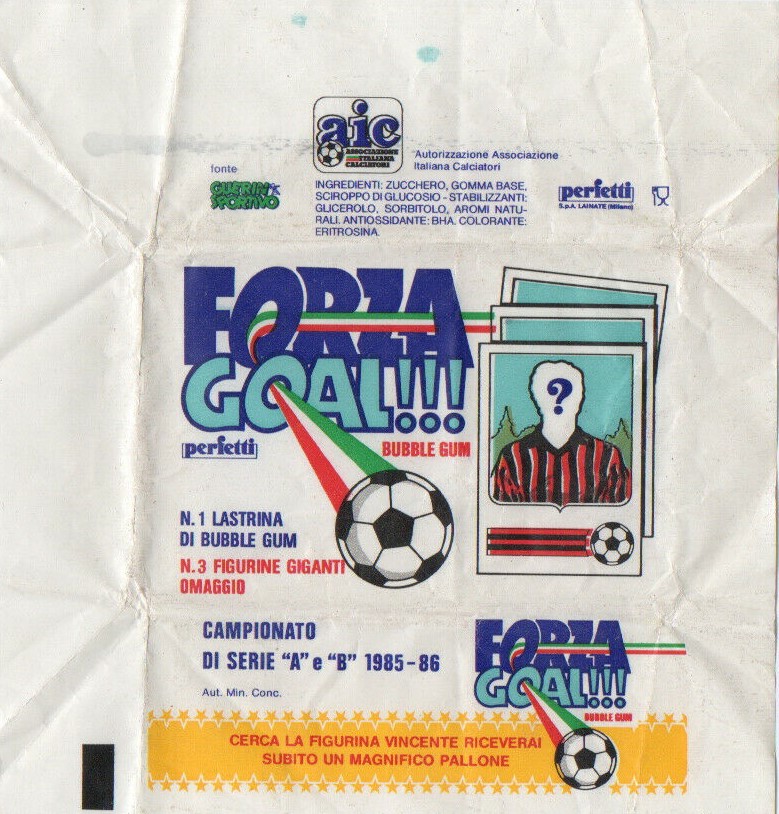 aic
ASSOCIAZIONE
ITALIANA
CALCIATORI
Autorizzazione Associazione
Italiana Calciatori
fonte
GUERIN
SPORTIVO
INGREDIENTI: ZUCCHERO, GOMMA BASE,
SCIROPPO DI GLUCOSIO - STABILIZZANTI:
GLICEROLO, SORBITOLO, AROMI NATU-
RALI. ANTIOSSIDANTE: BHA. COLORANTE:
ERITROSINA.
perfetti
S.p.A. LAINATE (Milano)
FORZA
GOAL!!!
perfetti
BUBBLE GUM
?
N. 1 LASTRINA
DI BUBBLE GUM
N. 3 FIGURINE GIGANTI
OMAGGIO
CAMPIONATO
DI SERIE "A" e "B" 1985-86
Aut. Min. Conc.
FORZA
GOAL!!!
BUBBLE GUM
CERCA LA FIGURINA VINCENTE RICEVERAI
SUBITO UN MAGNIFICO PALLONE